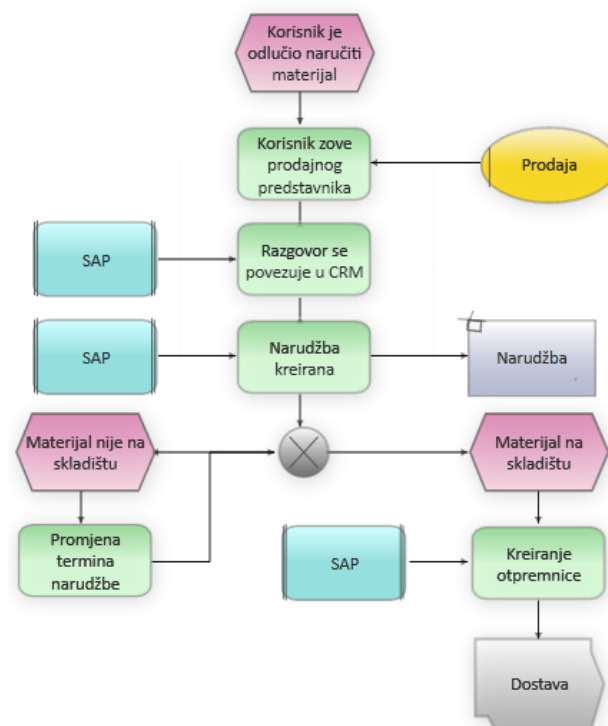 Korisnik je
odlučio naručiti
materijal
Korisnik zove
prodajnog
predstavnika
Prodaja
SAP
Razgovor se
povezuje u CRM
SAP
Narudžba
kreirana
Narudžba
Materijal nije na
skladištu
Materijal na
skladištu
Promjena
termina
narudžbe
SAP
Kreiranje
otpremnice
Dostava